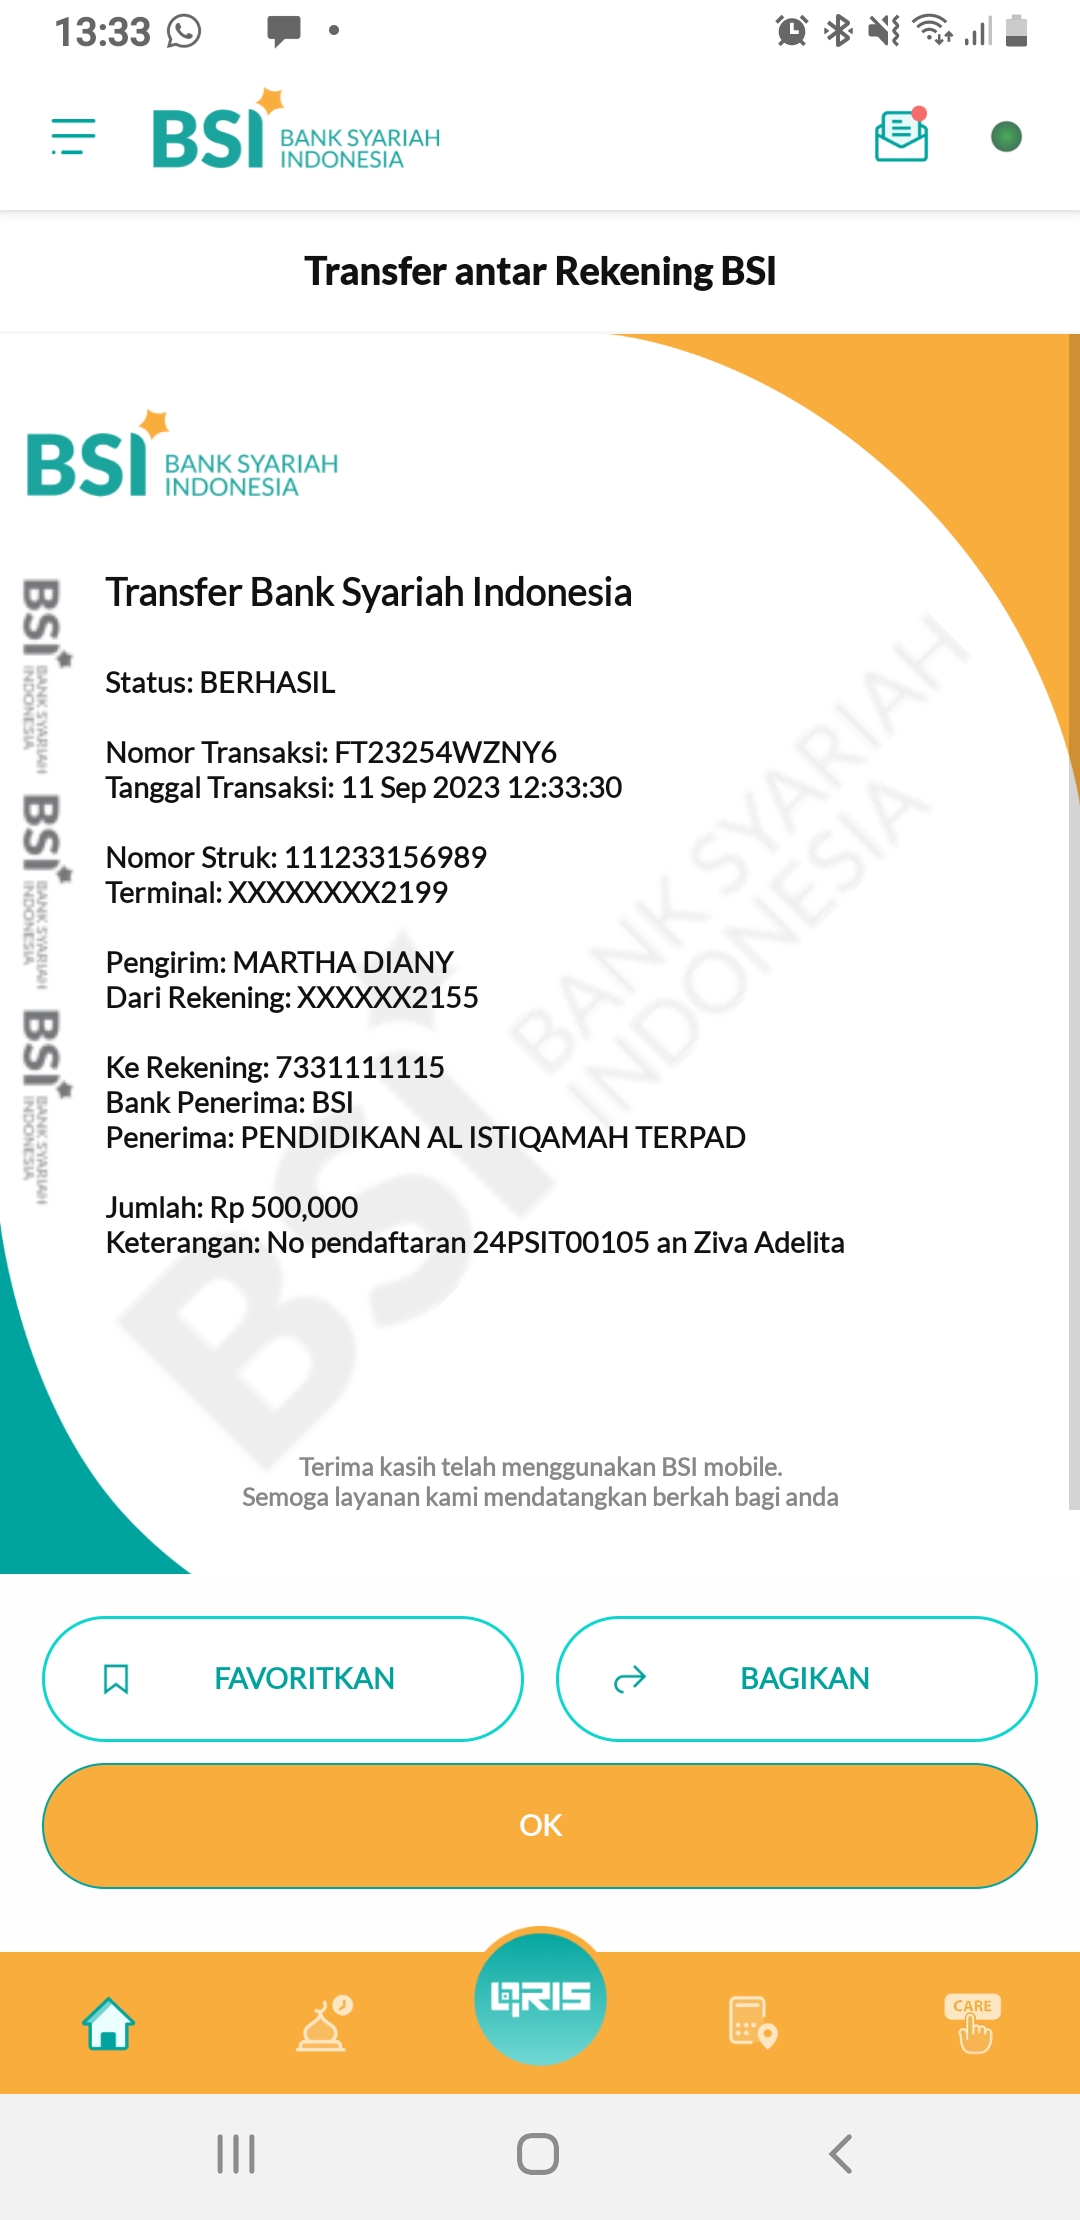 13:33
BSI BANK SYARIAH
INDONESIA
Transfer antar Rekening BSI
BSI BANK SYARIAH
INDONESIA
Transfer Bank Syariah Indonesia
Status: BERHASIL
Nomor Transaksi: FT23254WZNY6
Tanggal Transaksi: 11 Sep 2023 12:33:30
Nomor Struk: 111233156989
Terminal: XXXXXXXX2199
Pengirim: MARTHA DIANY
Dari Rekening: XXXXXX2155
Ke Rekening: 7331111115
Bank Penerima: BSI
Penerima: PENDIDIKAN AL ISTIQAMAH TERPAD
Jumlah: Rp 500,000
Keterangan: No pendaftaran 24PSIT00105 an Ziva Adelita
BSI BANK SYARIAH
INDONESIA
BSI BANK SYARIAH
INDONESIA
BSI BANK SYARIAH
INDONESIA
BSI BANK SYARIAH
INDONESIA
Terima kasih telah menggunakan BSI mobile.
Semoga layanan kami mendatangkan berkah bagi anda
FAVORITKAN
BAGIKAN
OK
QRIS
CARE